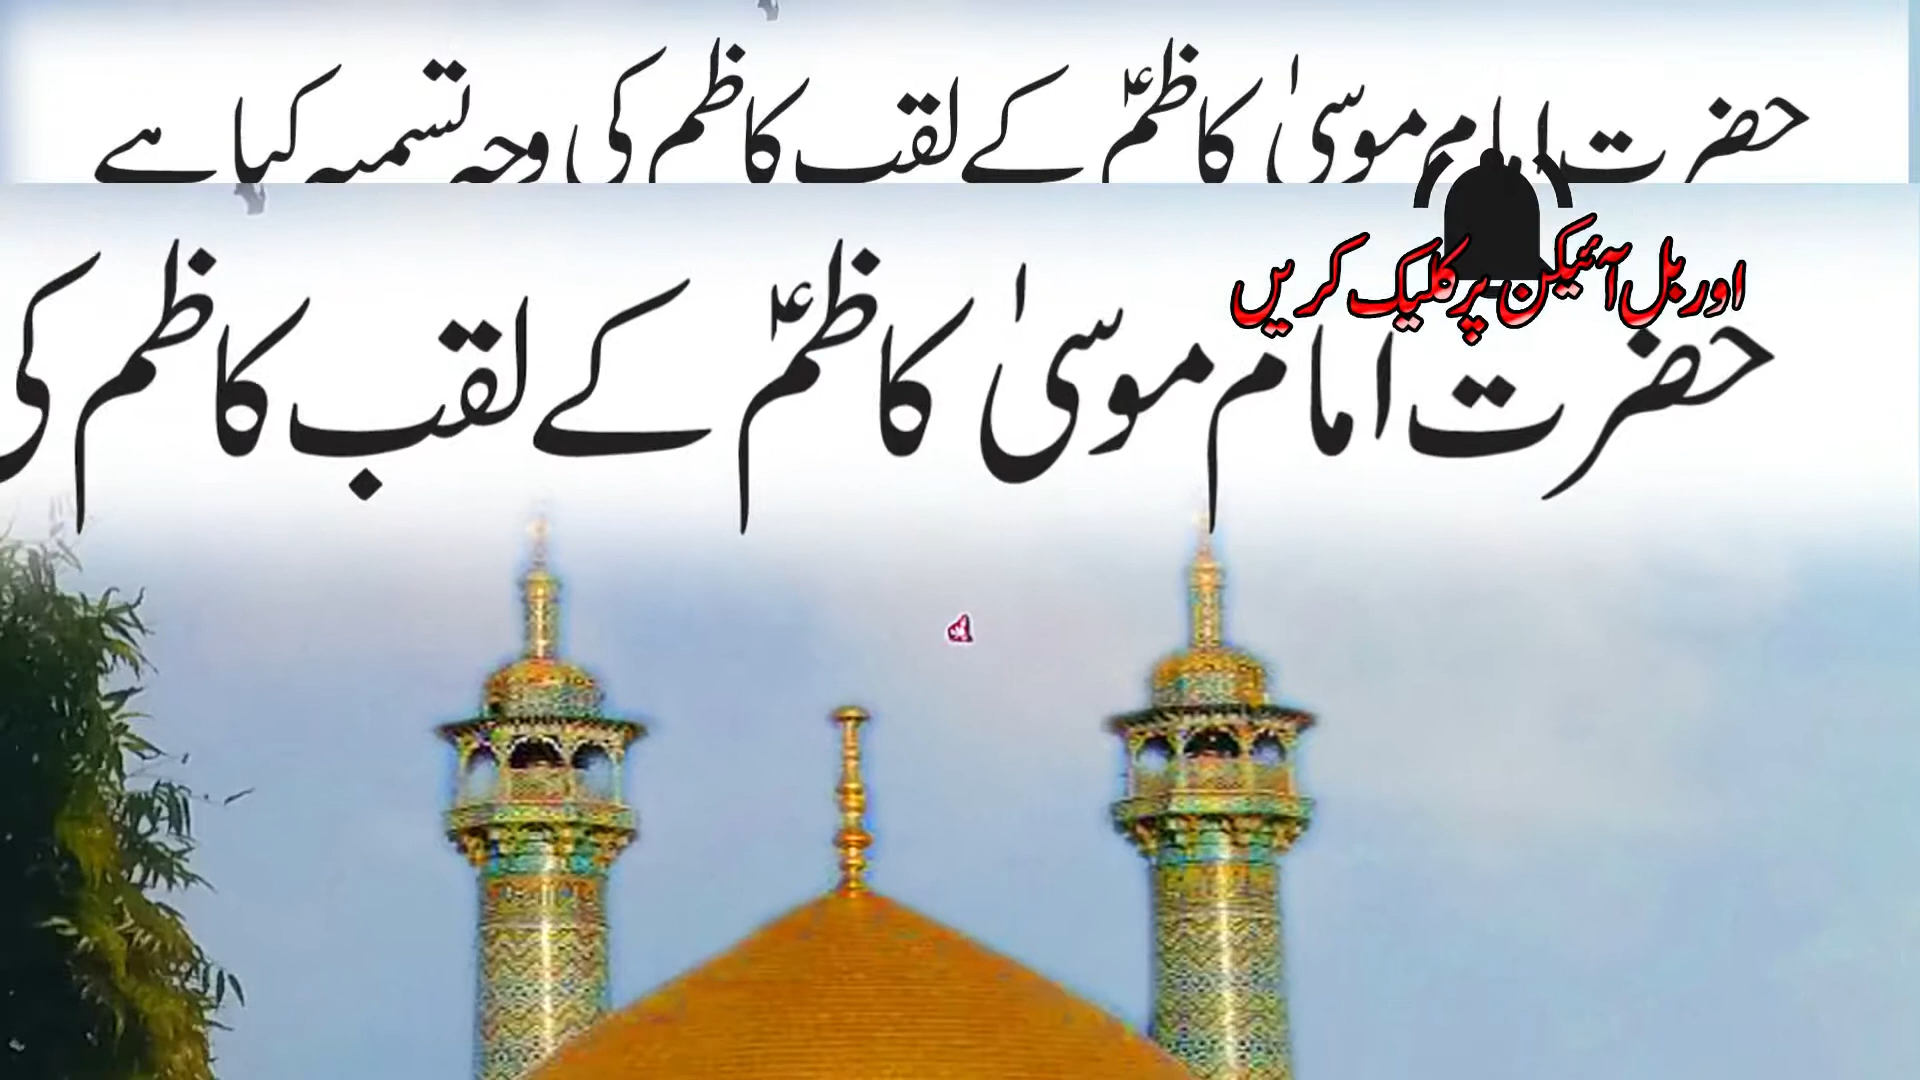 حضرت امام موسیٰ کاظمؑ کے لقب کاظم کی وجہ تسمیہ کیا ہے
اور بل آئیکن پر کلیک کریں
حضرت امام موسیٰ کاظمؑ کے لقب کاظم کی